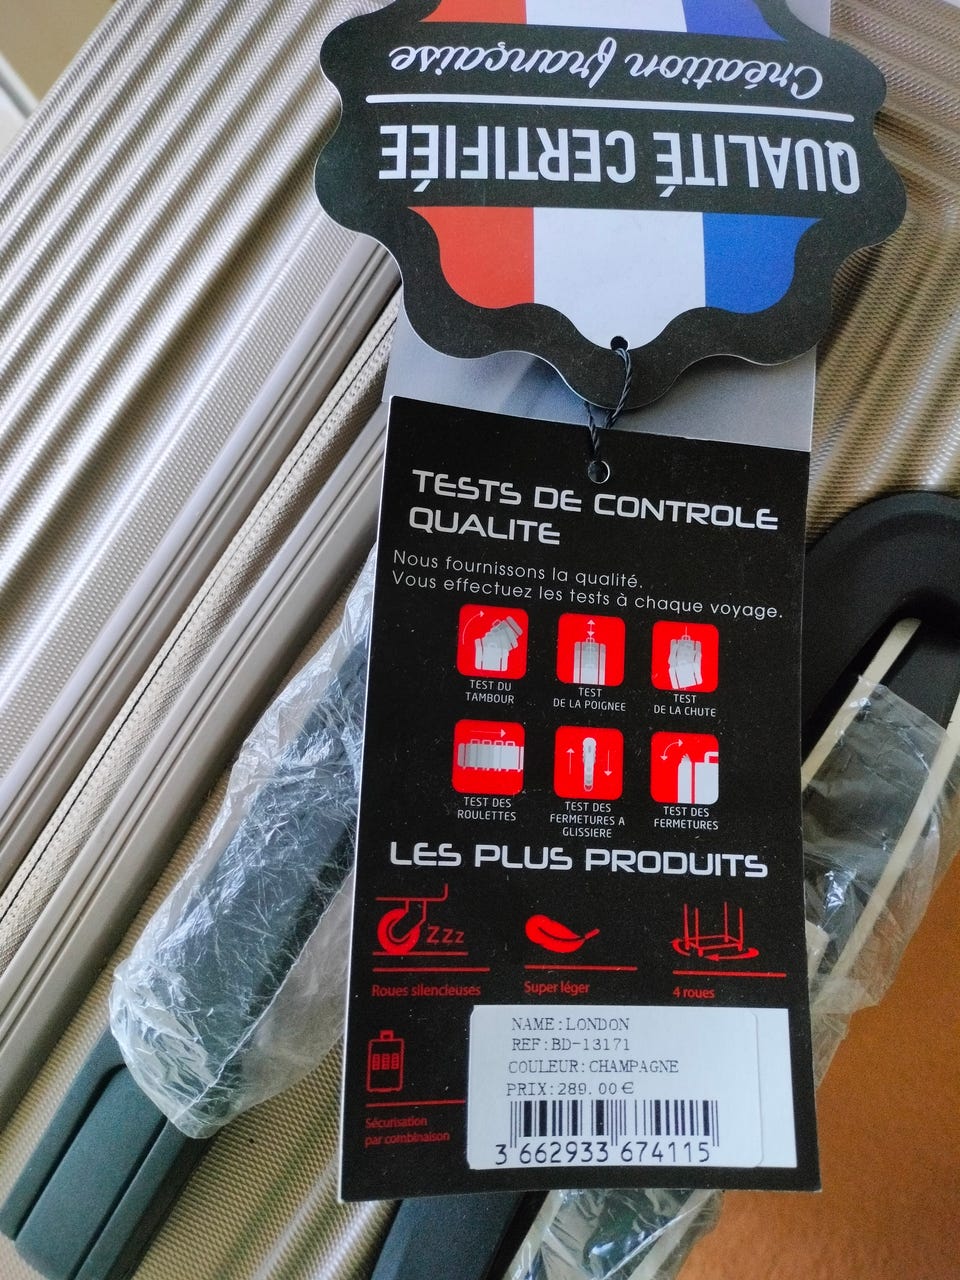 Création française
QUALITÉ CERTIFIÉE
TESTS DE CONTROLE
QUALITE
Nous fournissons la qualité.
Vous effectuez les tests à chaque voyage.
TEST DU
TAMBOUR
TEST
DE LA POIGNEE
TEST
DE LA CHUTE
TEST DES
ROULETTES
TEST DES
FERMETURES A
GLISSIERE
TEST DES
FERMETURES
LES PLUS PRODUITS
Zzz
Roues silencieuses
Super léger
4 roues
Sécurisation
par combinaison
NAME:LONDON
REF:BD-13171
COULEUR:CHAMPAGNE
PRIX:289.00€
3 662933 674115